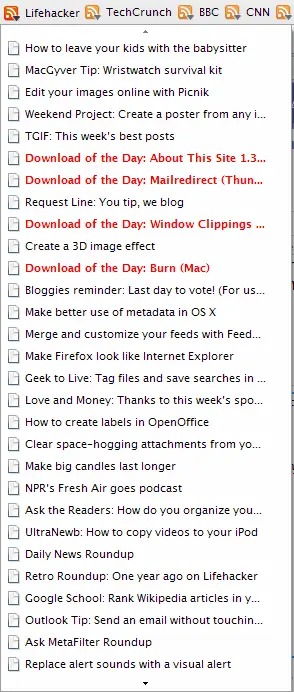 Lifehacker TechCrunch BBC CNN
How to leave your kids with the babysitter
MacGyver Tip: Wristwatch survival kit
Edit your images online with Picnik
Weekend Project: Create a poster from any i...
TGIF: This week's best posts
Download of the Day: About This Site 1.3...
Download of the Day: Mailredirect (Thun...
Request Line: You tip, we blog
Download of the Day: Window Clippings ...
Create a 3D image effect
Download of the Day: Burn (Mac)
Bloggies reminder: Last day to vote! (For us...
Make better use of metadata in OS X
Merge and customize your feeds with Feed...
Make Firefox look like Internet Explorer
Geek to Live: Tag files and save searches in ...
Love and Money: Thanks to this week's spo...
How to create labels in OpenOffice
Clear space-hogging attachments from yo...
Make big candles last longer
NPR's Fresh Air goes podcast
Ask the Readers: How do you organize you...
UltraNewb: How to copy videos to your iPod
Daily News Roundup
Retro Roundup: One year ago on Lifehacker
Google School: Rank Wikipedia articles in y...
Outlook Tip: Send an email without touchin...
Ask MetaFilter Roundup
Replace alert sounds with a visual alert